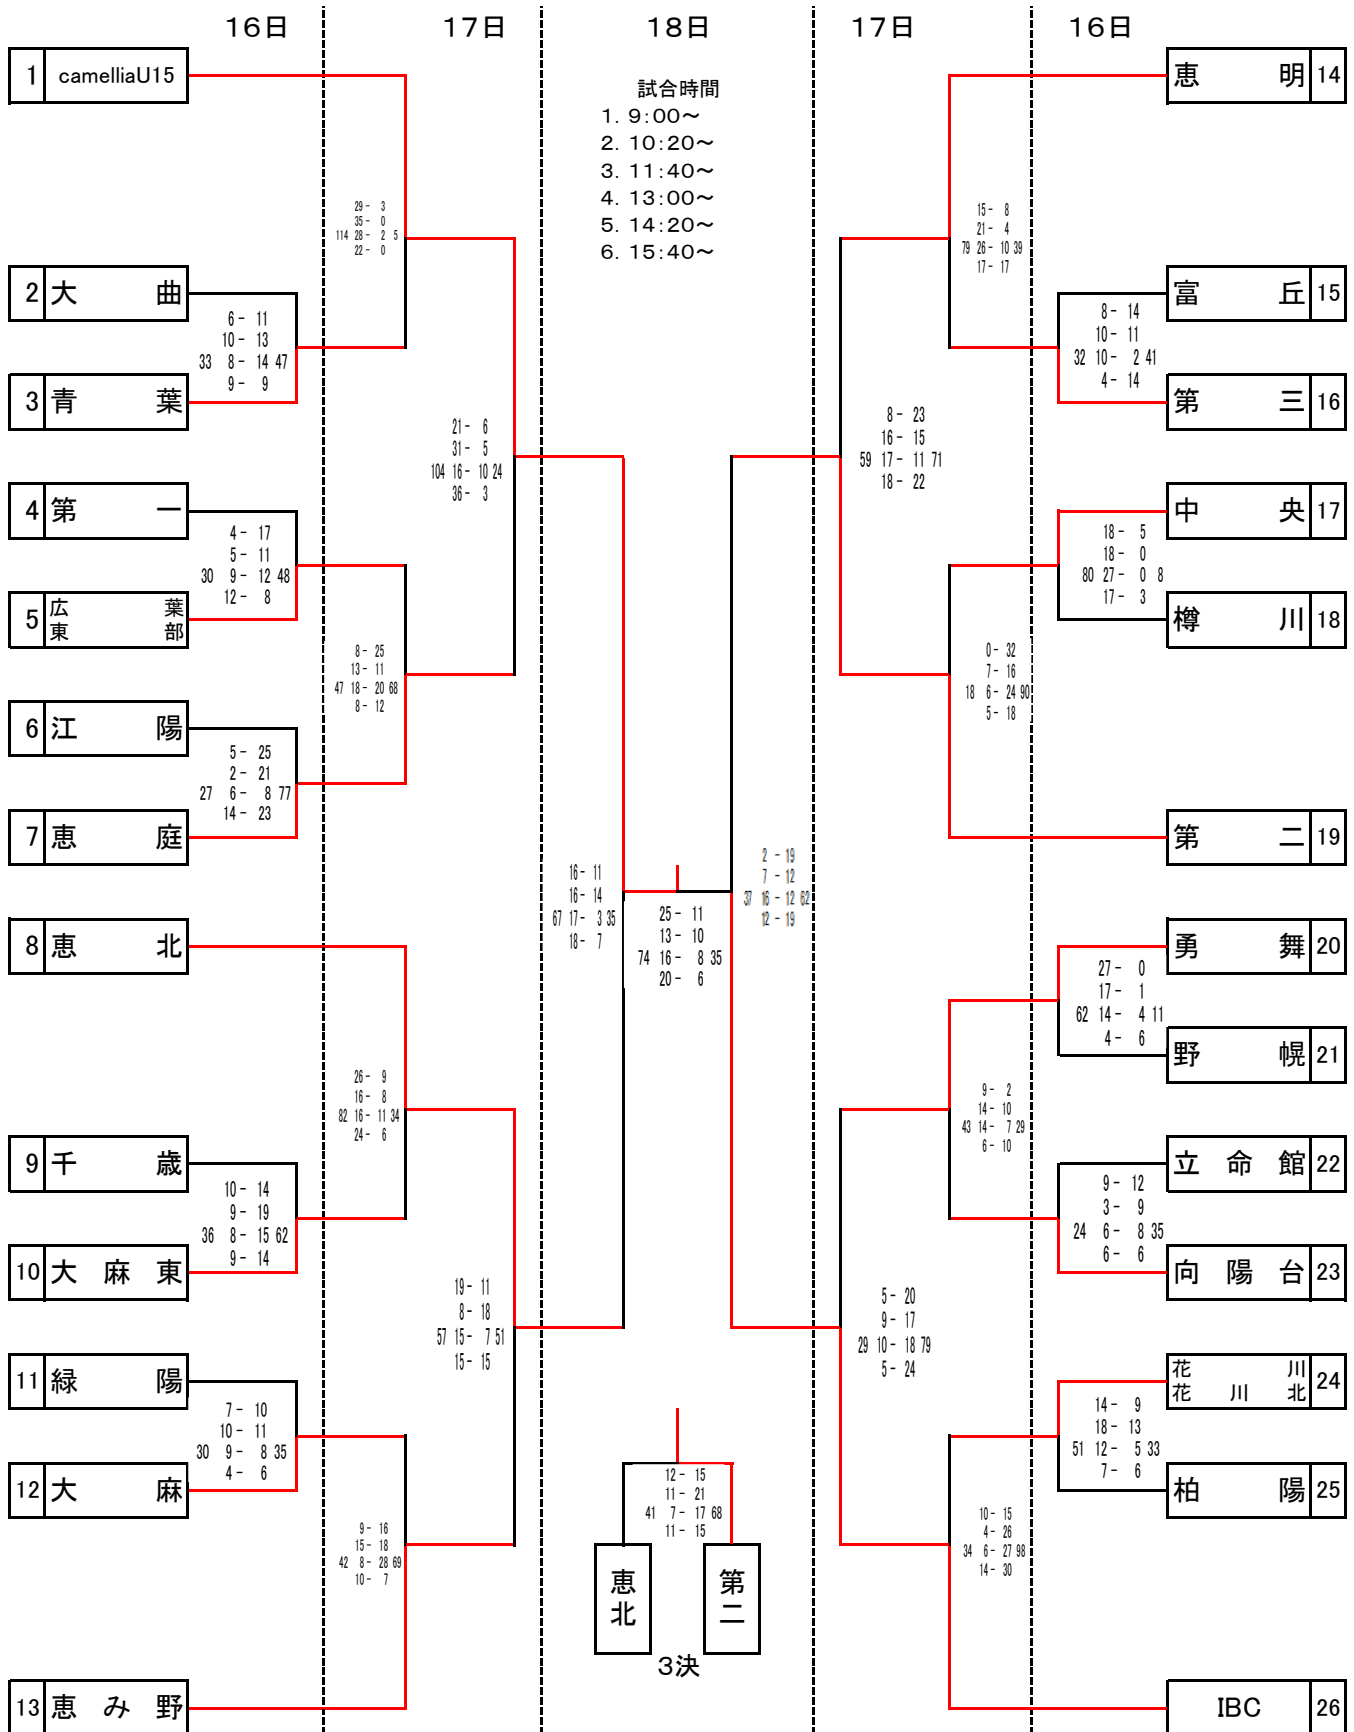 16日 17日 18日 17日 16日
試合時間
1. 9:00～
2. 10:20～
3. 11:40～
4. 13:00～
5. 14:20～
6. 15:40～
1 camelliaU15
29 - 3
35 - 0
114 28 - 2 5
22 - 0
2 大 曲
6 - 11
10 - 13
33 8 - 14 47
9 - 9
3 青 葉
21 - 6
31 - 5
104 16 - 10 24
36 - 3
4 第 一
4 - 17
5 - 11
30 9 - 12 48
12 - 8
5 広 葉
東 部
8 - 25
13 - 11
47 18 - 20 68
8 - 12
6 江 陽
5 - 25
2 - 21
27 6 - 8 77
14 - 23
7 恵 庭
16 - 11
16 - 14
67 17 - 3 35
18 - 7
8 恵 北
26 - 9
16 - 8
82 16 - 11 34
24 - 6
9 千 歳
10 - 14
9 - 19
36 8 - 15 62
9 - 14
10 大 麻 東
19 - 11
8 - 18
57 15 - 7 51
15 - 15
11 緑 陽
7 - 10
10 - 11
30 9 - 8 35
4 - 6
12 大 麻
9 - 16
15 - 18
42 8 - 28 69
10 - 7
13 恵 み 野
25 - 11
13 - 10
74 16 - 8 35
20 - 6
12 - 15
11 - 21
41 7 - 17 68
11 - 15
恵北 第二
3決
恵 明 14
15 - 8
21 - 4
79 26 - 10 39
17 - 17
富 丘 15
8 - 14
10 - 11
32 10 - 2 41
4 - 14
第 三 16
8 - 23
16 - 15
59 17 - 11 71
18 - 22
中 央 17
18 - 5
18 - 0
80 27 - 0 8
17 - 3
樽 川 18
0 - 32
7 - 16
18 6 - 24 90
5 - 18
第 二 19
2 - 19
7 - 12
37 16 - 12 62
12 - 19
勇 舞 20
27 - 0
17 - 1
62 14 - 4 11
4 - 6
野 幌 21
9 - 2
14 - 10
43 14 - 7 29
6 - 10
立 命 館 22
9 - 12
3 - 9
24 6 - 8 35
6 - 6
向 陽 台 23
5 - 20
9 - 17
29 10 - 18 79
5 - 24
花 川
花 川 北 24
14 - 9
18 - 13
51 12 - 5 33
7 - 6
柏 陽 25
10 - 15
4 - 26
34 6 - 27 98
14 - 30
IBC 26